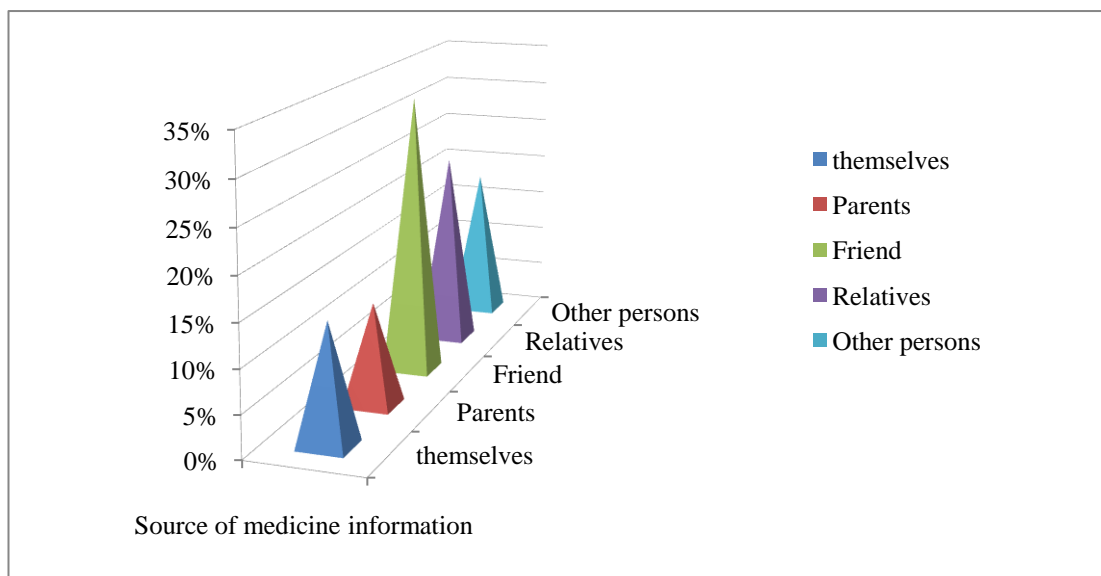 35%
30%
25%
20%
15%
10%
5%
0%
Other persons
Relatives
Friend
Parents
themselves
Source of medicine information
themselves
Parents
Friend
Relatives
Other persons